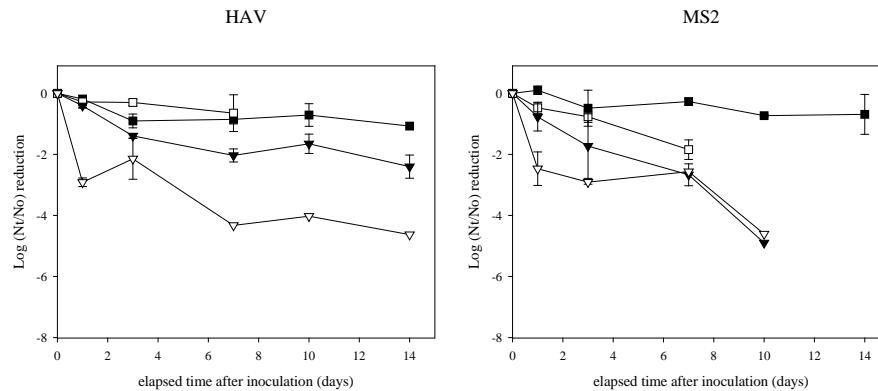 HAV
MS2
Log (Nt/No) reduction
0
-2
-4
-6
-8
0 2 4 6 8 10 12 14
elapsed time after inoculation (days)
Log (Nt/No) reduction
0
-2
-4
-6
-8
0 2 4 6 8 10 12 14
elapsed time after inoculation (days)